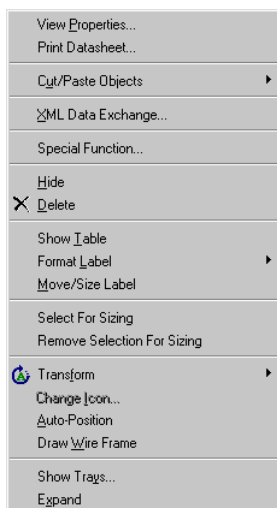 View Properties...
Print Datasheet...
Cut/Paste Objects
XML Data Exchange...
Special Function...
Hide
Delete
Show Table
Format Label
Move/Size Label
Select For Sizing
Remove Selection For Sizing
Transform
Change Icon...
Auto-Position
Draw Wire Frame
Show Trays...
Expand